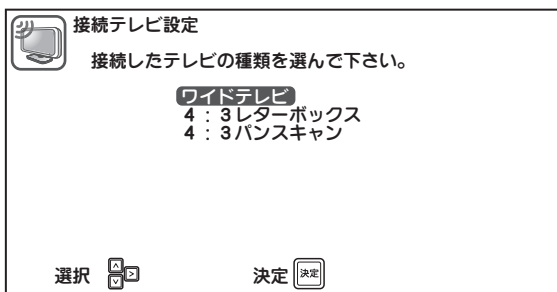 接続テレビ設定
接続したテレビの種類を選んで下さい。
ワイドテレビ
4:3レターボックス
4:3パンスキャン
選択 決定 決定